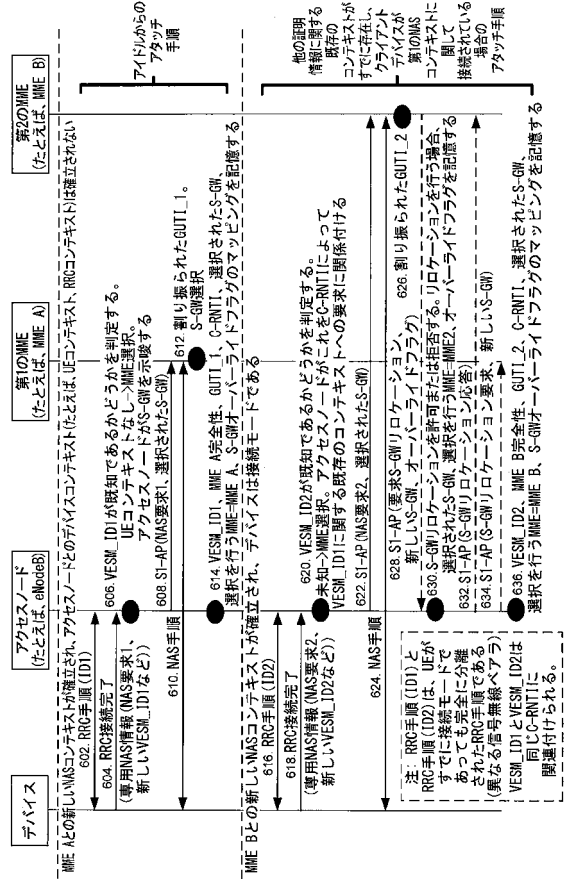 デバイス
アクセスノード
(たとえば、eNodeB)
第1のMME
(たとえば、MME A)
第2のMME
(たとえば、MME B)
MME Aとの新しいNASコンテキストが確立され、アクセスノードとのデバイスコンテキスト(たとえば、UEコンテキスト、RRCコンテキスト)は確立されない
602. RRC手順(ID1)
604. RRC接続完了
(専用NAS情報(NAS要求1、
新しいVESM_ID1など))
606. VESM_ID1が既知であるかどうかを判定する。
UEコンテキストなし->MME選択。
アクセスノードがS-GWを示唆する
608. S1-AP(NAS要求1、選択されたS-GW)
610. NAS手順
612. 割り振られたGUTI_1。
S-GW選択
614. VESM_ID1、MME A完全性、GUTI_1、C-RNTI、選択されたS-GW、
選択を行うMME=MME A、S-GWオーバーライドフラグのマッピングを記憶する
アイドルからの
アタッチ
手順
MME Bとの新しいNASコンテキストが確立され、デバイスは接続モードである
616. RRC手順(ID2)
618. RRC接続完了
(専用NAS情報(NAS要求2、
新しいVESM_ID2など))
620. VESM_ID2が既知であるかどうかを判定する。
未知->MME選択。アクセスノードがこれをC-RNTIによって
VESM_ID1に関する既存のコンテキストへの要求に関係付ける
622. S1-AP(NAS要求2、選択されたS-GW)
624. NAS手順
626. 割り振られたGUTI_2
628. S1-AP(要求S-GWリロケーション、
新しいS-GW、オーバーライドフラグ)
630. S-GWリロケーションを許可または拒否する。リロケーションを行う場合、
選択されたS-GW、選択を行うMME=MME2、オーバーライドフラグを記憶する
632. S1-AP(S-GWリロケーション応答)
634. S1-AP(S-GWリロケーション要求、新しいS-GW)
636. VESM_ID2、MME B完全性、GUTI_2、C-RNTI、選択されたS-GW、
選択を行うMME=MME B、S-GWオーバーライドフラグのマッピングを記憶する
他の証明
情報に関する
既存の
コンテキストが
すでに存在し、
クライアント
デバイスが
第1のNAS
コンテキストに
関して
接続されている
場合の
アタッチ手順
注: RRC手順(ID1)と
RRC手順(ID2)は、UEが
すでに接続モードで
あっても完全に分離
されたRRC手順である
(異なる信号無線ベアラ)
VESM_ID1とVESM_ID2は
同じC-RNTIに
関連付けられる。